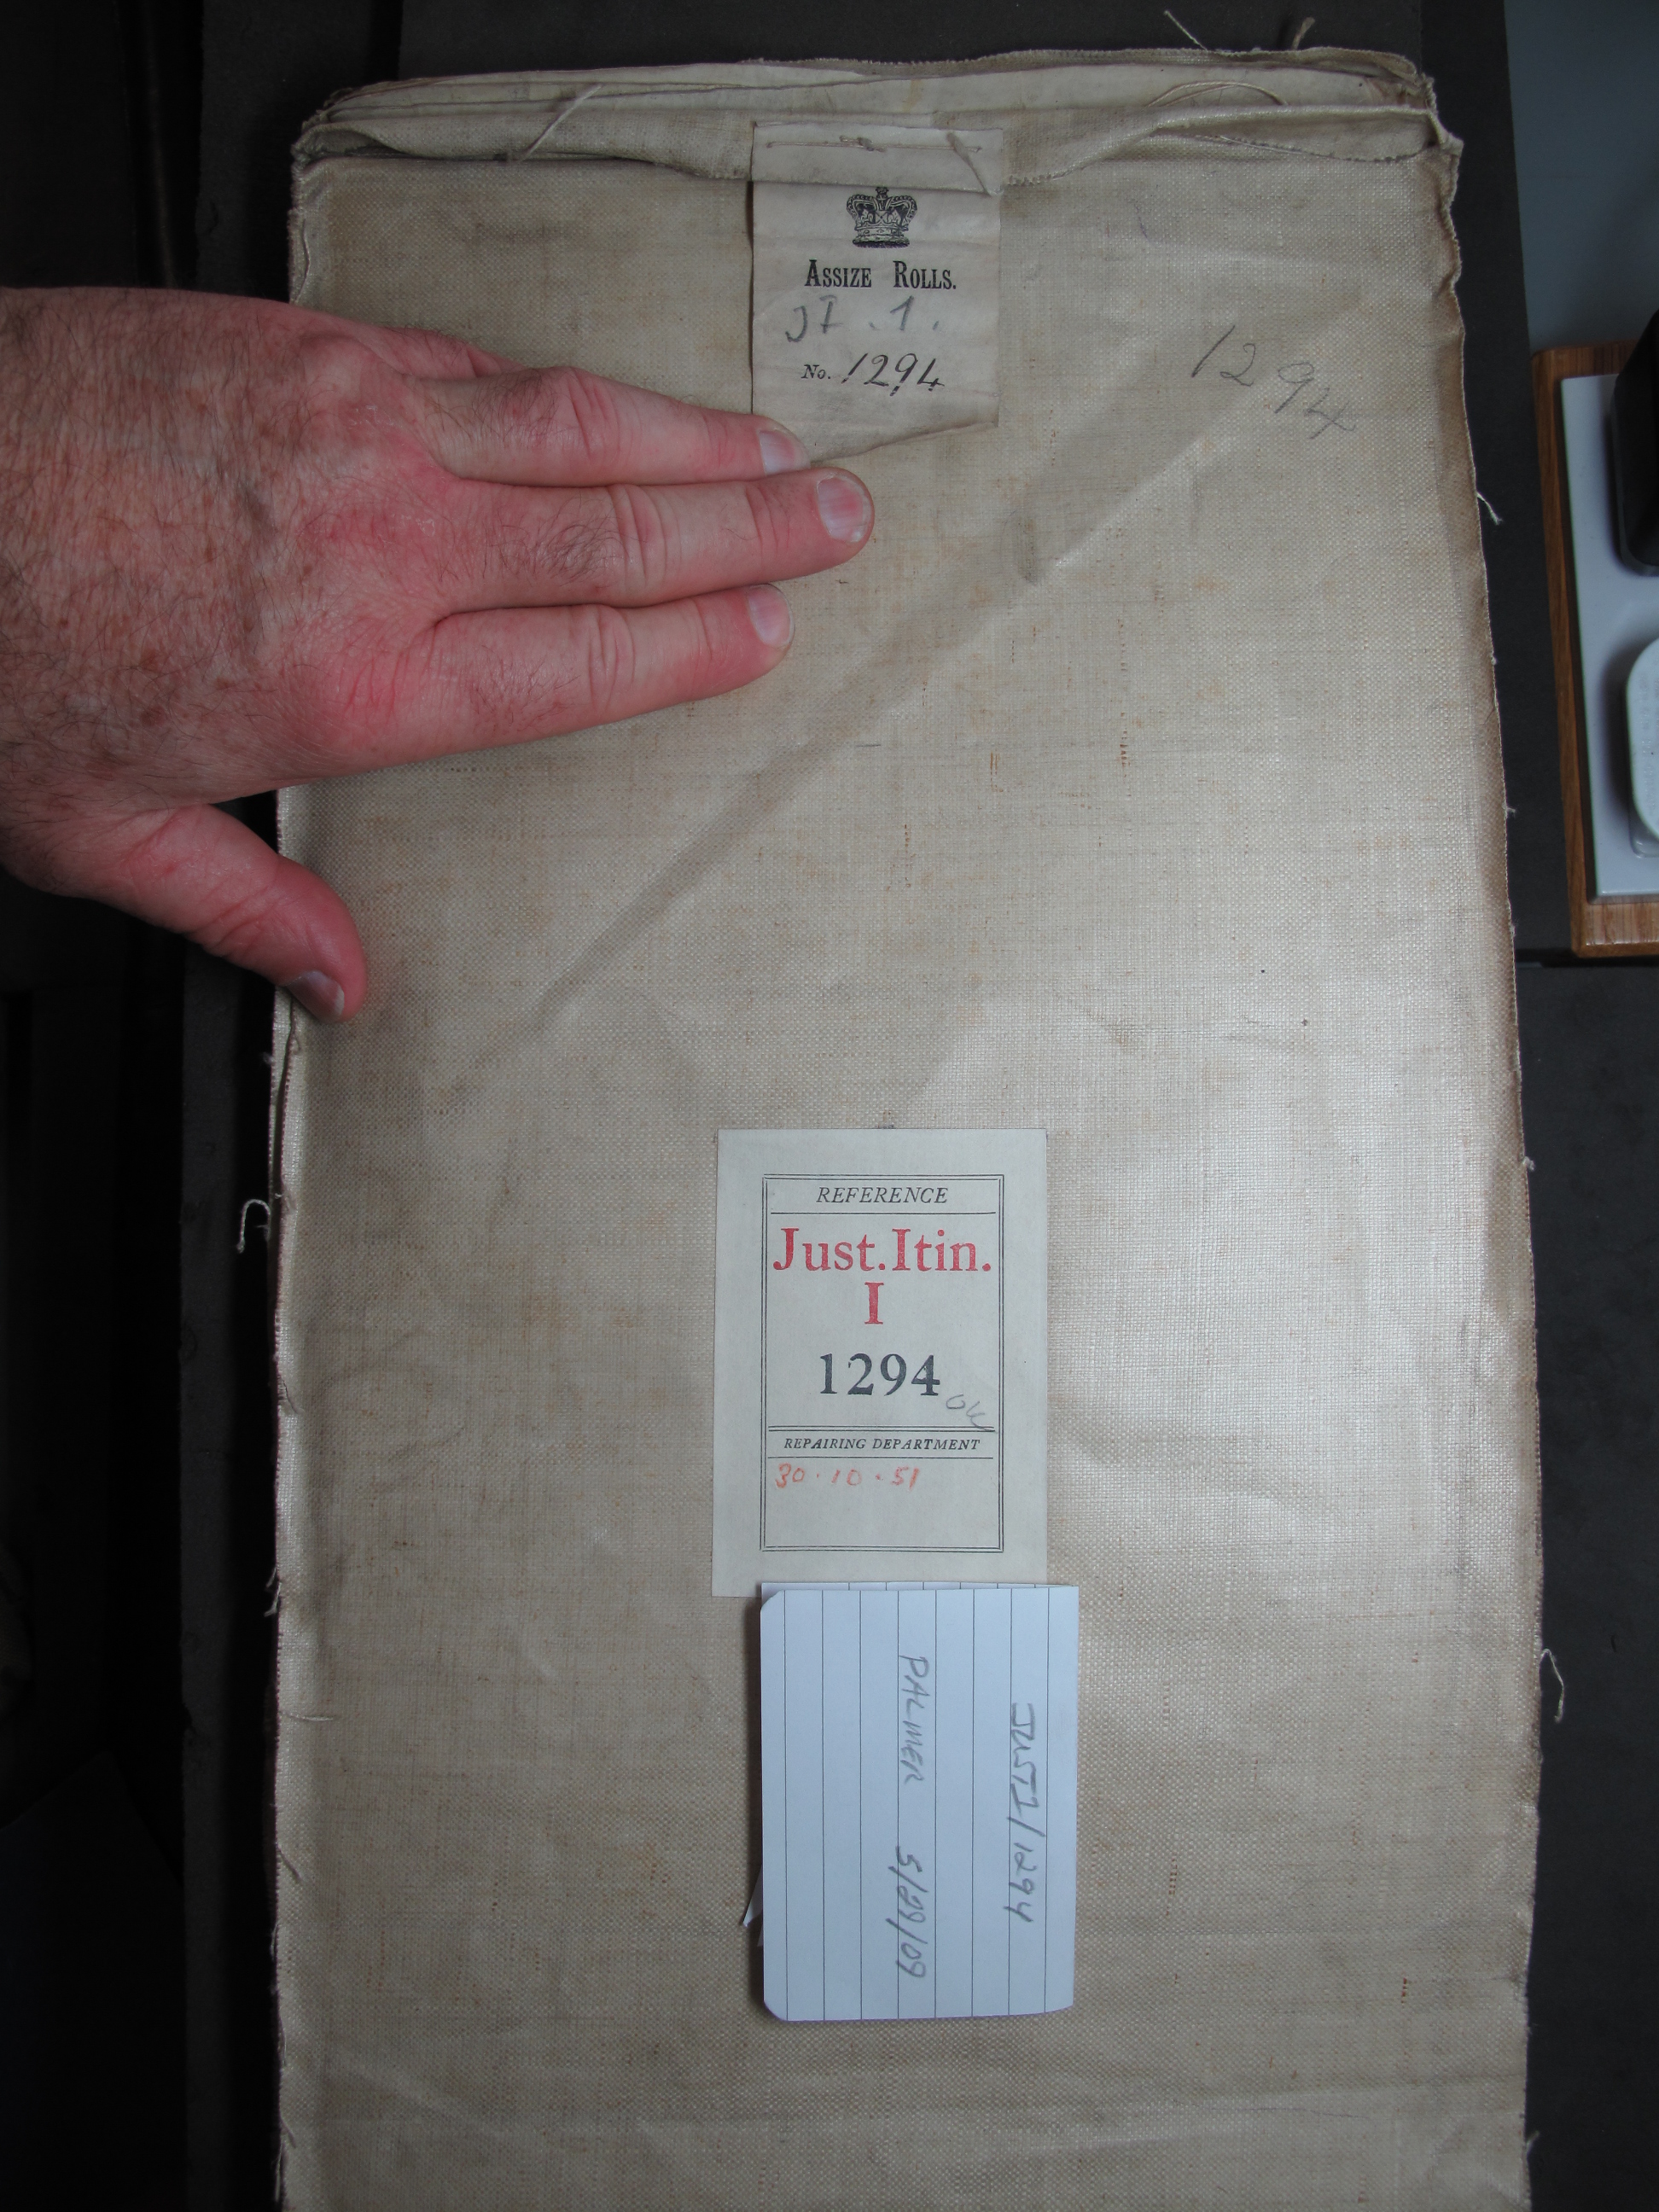 ASSIZE ROLLS.
JI. 1.
No. 1294
1294
REFERENCE
Just. Itin.
I
1294
OK
REPAIRING DEPARTMENT
30·10·51
JUST1/1294
PALMER 5/29/09